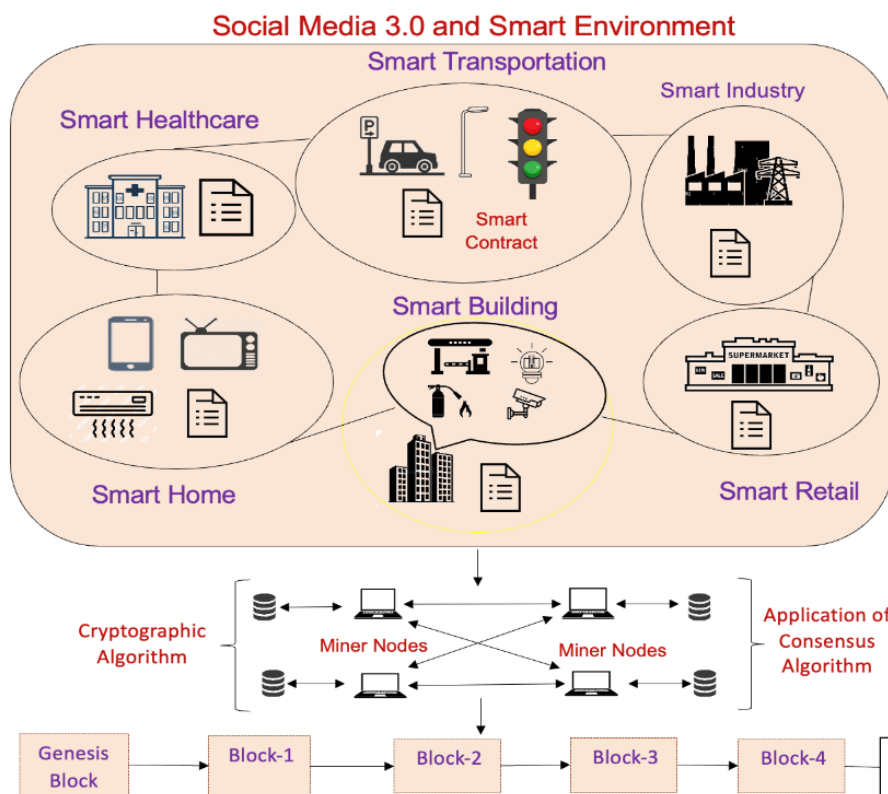 Social Media 3.0 and Smart Environment
Smart Transportation
Smart Industry
Smart Healthcare
P
Smart
Contract
Smart Building
SUPERMARKET
SALE
Smart Home
Smart Retail
Cryptographic
Algorithm
Miner Nodes
Miner Nodes
Application of
Consensus
Algorithm
Genesis
Block
Block-1
Block-2
Block-3
Block-4